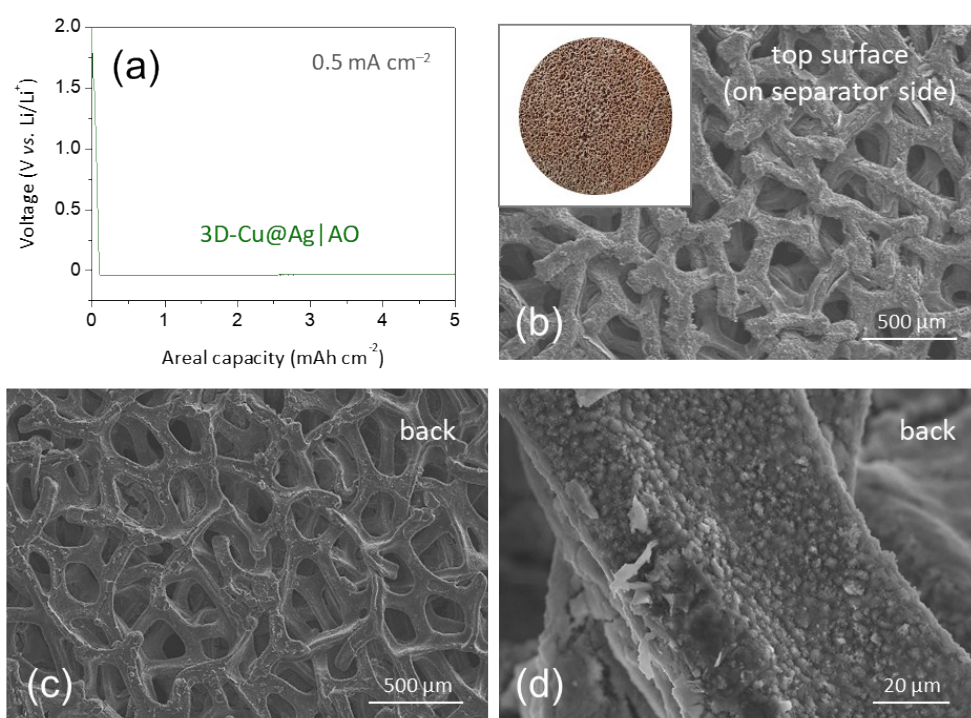 (a)
0.5 mA cm⁻²
3D-Cu@Ag|AO
2.0
1.5
1.0
0.5
0
Voltage (V vs. Li/Li⁺)
0 1 2 3 4 5
Areal capacity (mAh cm⁻²)
top surface
(on separator side)
(b)
500 µm
back
(c)
500 µm
back
(d)
20 µm